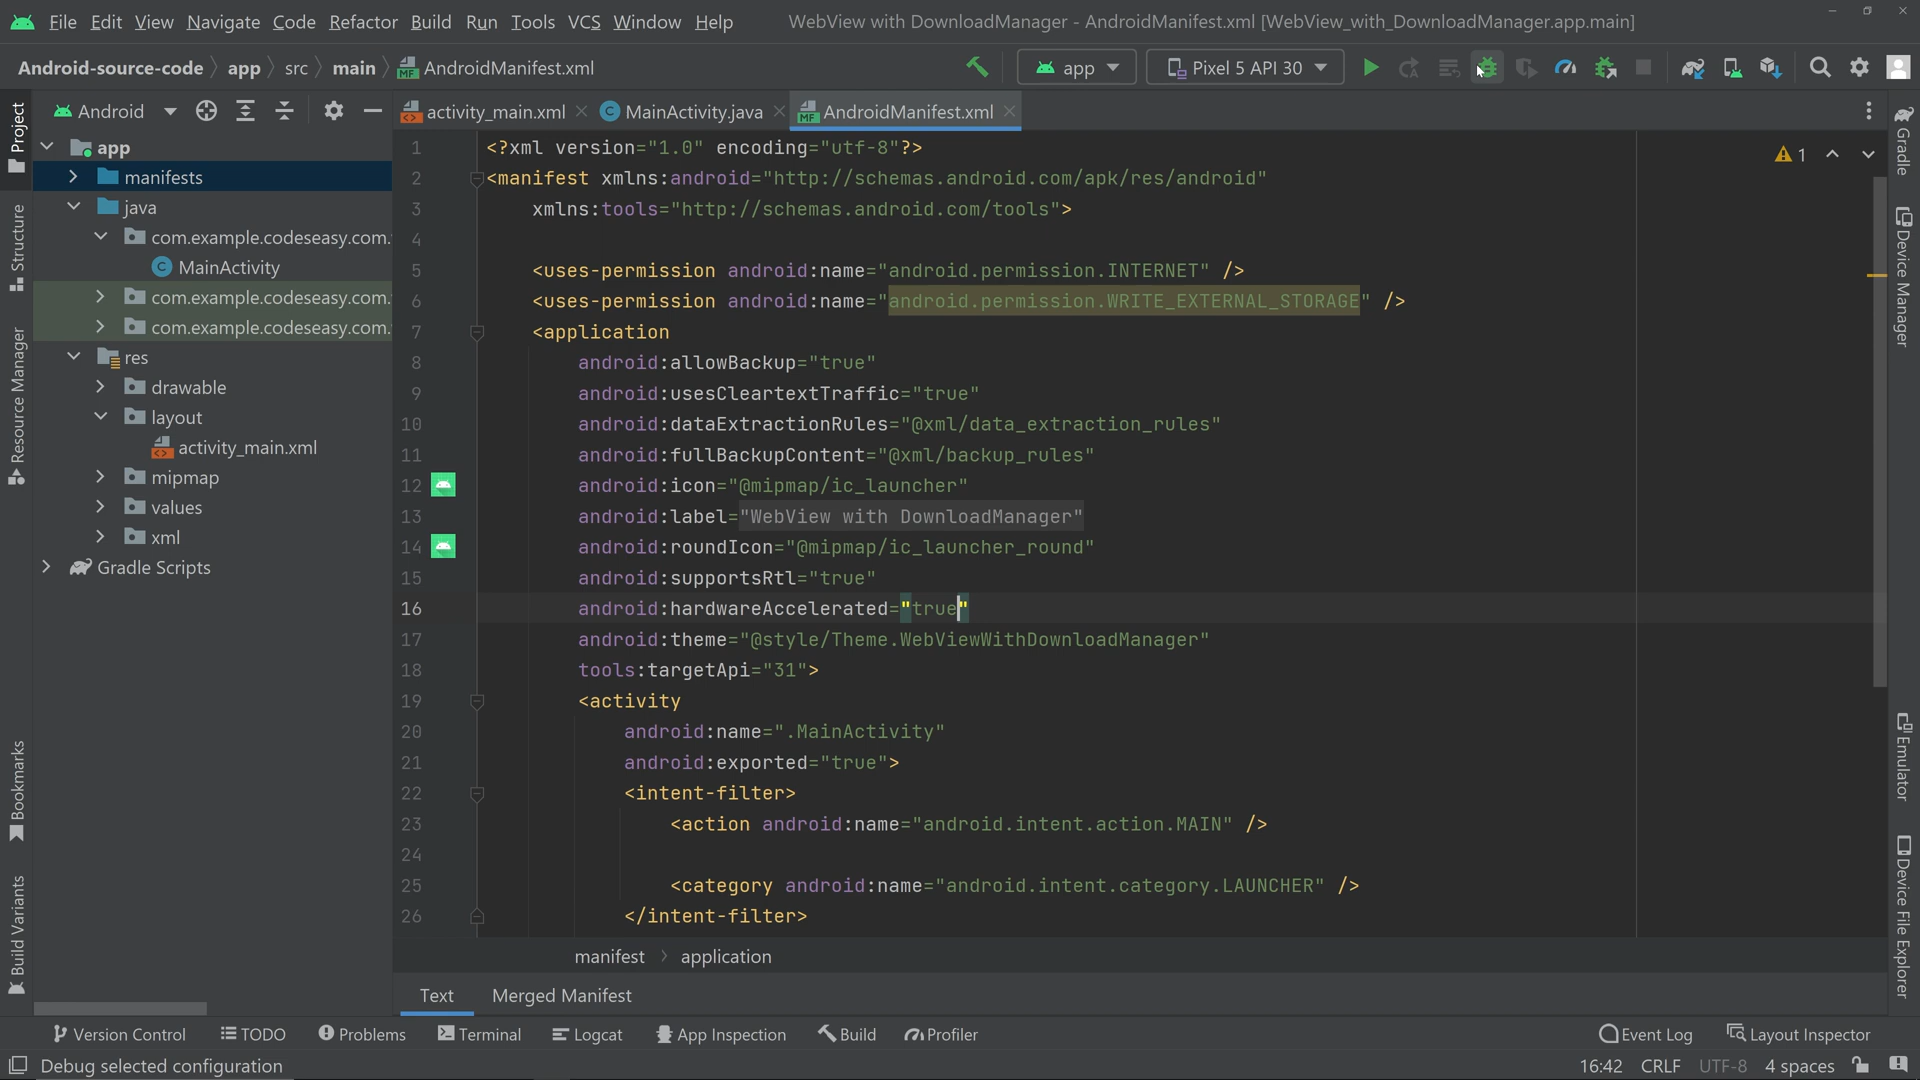 File Edit View Navigate Code Refactor Build Run Tools VCS Window Help WebView with DownloadManager - AndroidManifest.xml [WebView_with_DownloadManager.app.main]
Android-source-code app src main AndroidManifest.xml app Pixel 5 API 30
Android activity_main.xml MainActivity.java AndroidManifest.xml
Project
Structure
Resource Manager
Bookmarks
Build Variants
app
manifests
java
com.example.codeseasy.com.
MainActivity
com.example.codeseasy.com.
com.example.codeseasy.com.
res
drawable
layout
activity_main.xml
mipmap
values
xml
Gradle Scripts
1 <?xml version="1.0" encoding="utf-8"?>
2 <manifest xmlns:android="http://schemas.android.com/apk/res/android"
3 xmlns:tools="http://schemas.android.com/tools">
4
5 <uses-permission android:name="android.permission.INTERNET" />
6 <uses-permission android:name="android.permission.WRITE_EXTERNAL_STORAGE" />
7 <application
8 android:allowBackup="true"
9 android:usesCleartextTraffic="true"
10 android:dataExtractionRules="@xml/data_extraction_rules"
11 android:fullBackupContent="@xml/backup_rules"
12 android:icon="@mipmap/ic_launcher"
13 android:label="WebView with DownloadManager"
14 android:roundIcon="@mipmap/ic_launcher_round"
15 android:supportsRtl="true"
16 android:hardwareAccelerated="true"
17 android:theme="@style/Theme.WebViewWithDownloadManager"
18 tools:targetApi="31">
19 <activity
20 android:name=".MainActivity"
21 android:exported="true">
22 <intent-filter>
23 <action android:name="android.intent.action.MAIN" />
24
25 <category android:name="android.intent.category.LAUNCHER" />
26 </intent-filter>
1
Gradle
Device Manager
Emulator
Device File Explorer
manifest application
Text Merged Manifest
Version Control TODO Problems Terminal Logcat App Inspection Build Profiler Event Log Layout Inspector
Debug selected configuration 16:42 CRLF UTF-8 4 spaces